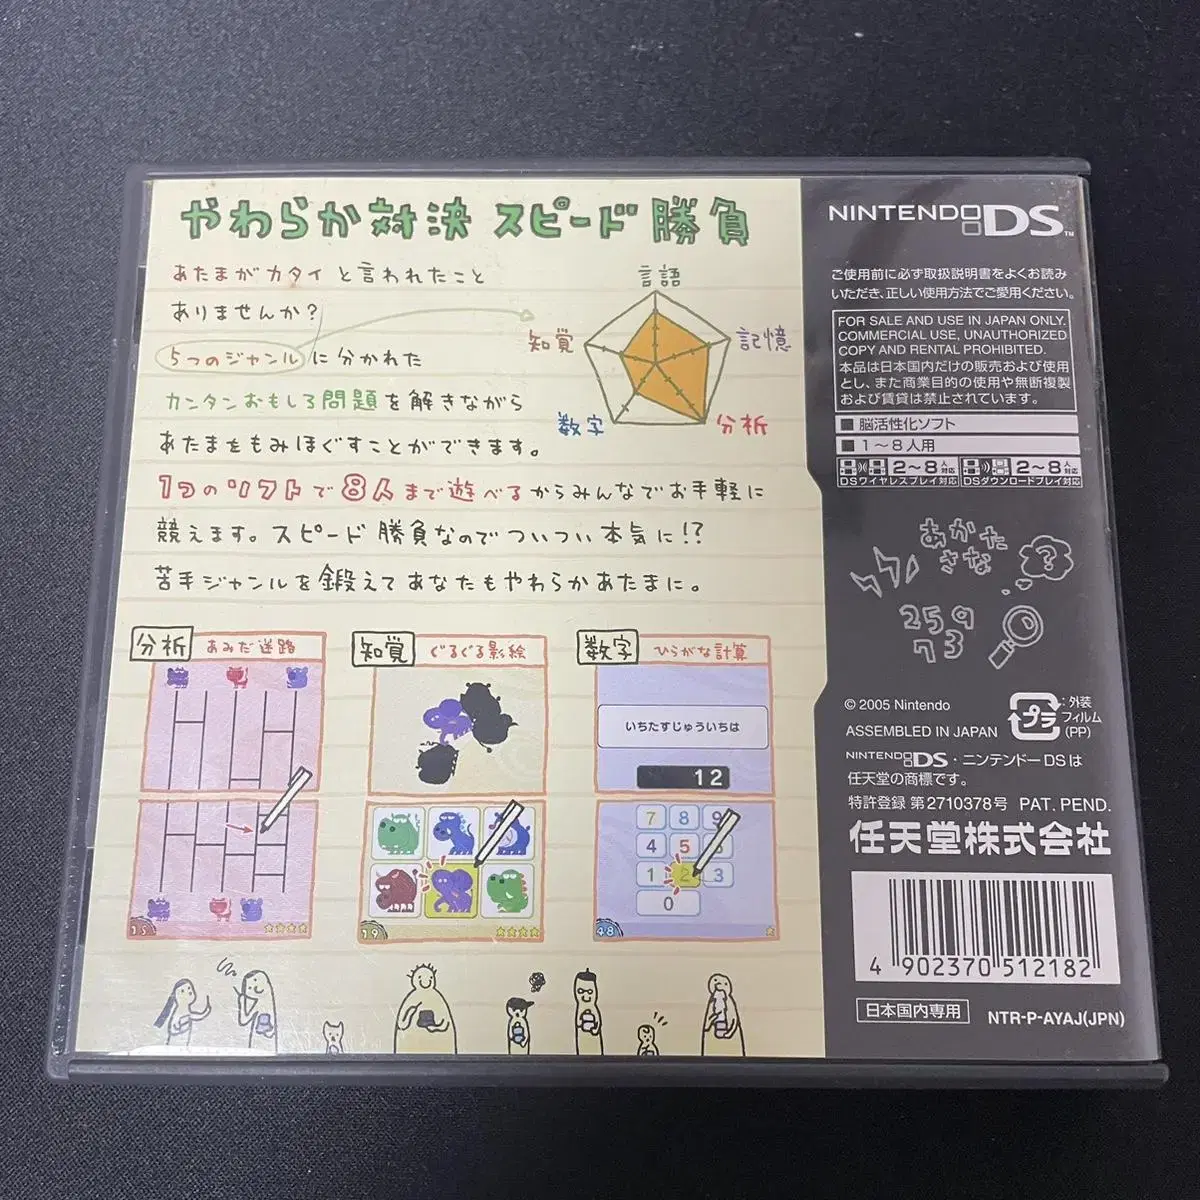 やわらか対決 スピード勝負
あたまがカタイと言われたこと
ありませんか?
5つのジャンルに分かれた
カンタンおもしろ問題を解きながら
あたまをもみほぐすことができます。
1つのソフトで8人まで遊べるからみんなでお手軽に
競えます。スピード勝負なのでついつい本気に!?
苦手ジャンルを鍛えてあなたもやわらかあたまに。
言語
知覚
記憶
数字
分析
分析 あみだ迷路
15
知覚 ぐるぐる影絵
19
数字 ひらがな計算
いちたすじゅういちは
12
7 8 9
4 5
1 2 3
0
48
NINTENDO DS™
ご使用前に必ず取扱説明書をよくお読み
いただき、正しい使用方法でご愛用ください。
FOR SALE AND USE IN JAPAN ONLY.
COMMERCIAL USE, UNAUTHORIZED
COPY AND RENTAL PROHIBITED.
本品は日本国内だけの販売および使用
とし、また商業目的の使用や無断複製
および賃貸は禁止されています。
■ 脳活性化ソフト
■ 1～8人用
2～8人対応 DSワイヤレスプレイ対応
2～8人対応 DSダウンロードプレイ対応
あかた
さな
?
259
73
© 2005 Nintendo
ASSEMBLED IN JAPAN
プラ
:外装
フィルム
(PP)
NINTENDO DS・ニンテンドーDSは
任天堂の商標です。
特許登録 第2710378号 PAT. PEND.
任天堂株式会社
4 902370 512182
日本国内専用
NTR-P-AYAJ(JPN)